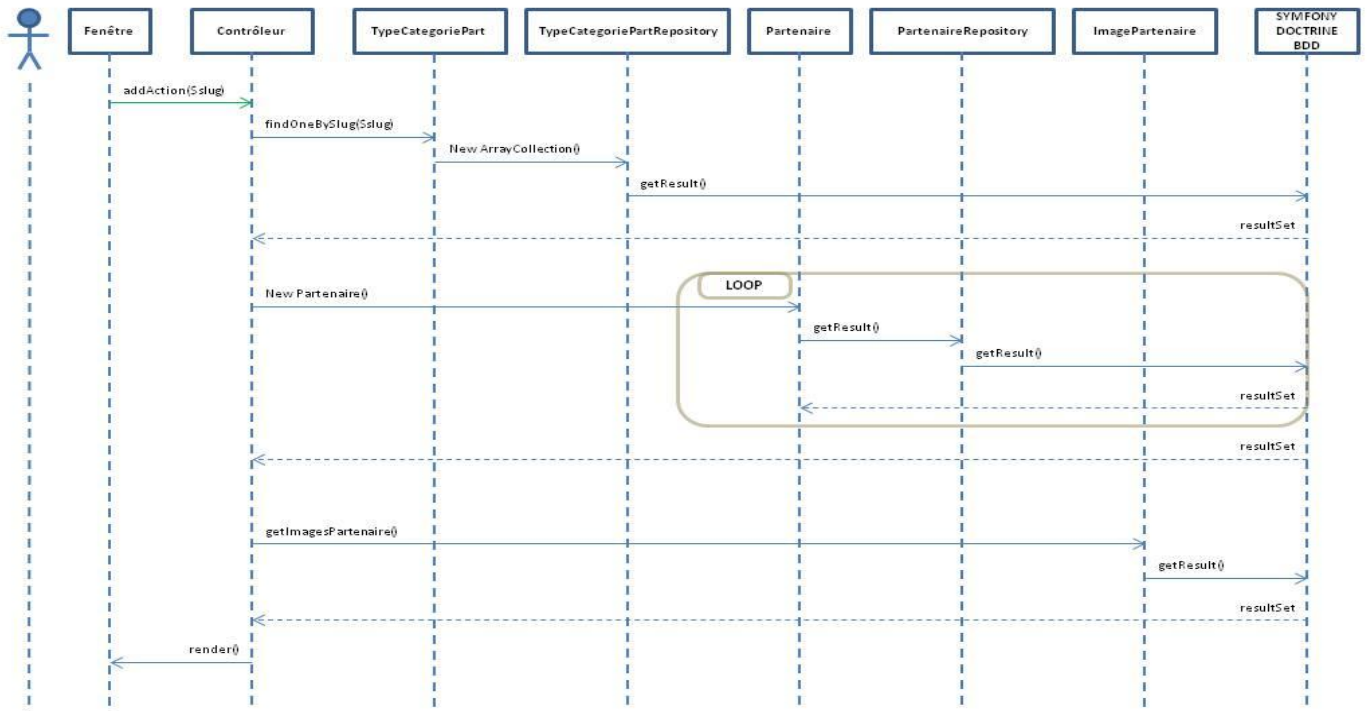 Fenêtre
Contrôleur
TypeCategoriePart
TypeCategoriePartRepository
Partenaire
PartenaireRepository
ImagePartenaire
SYMFONY
DOCTRINE
BDD
addAction($slug)
findOneBySlug($slug)
New ArrayCollection()
getResult()
resultSet
LOOP
New Partenaire()
getResult()
getResult()
resultSet
resultSet
getImagesPartenaire()
getResult()
resultSet
render()